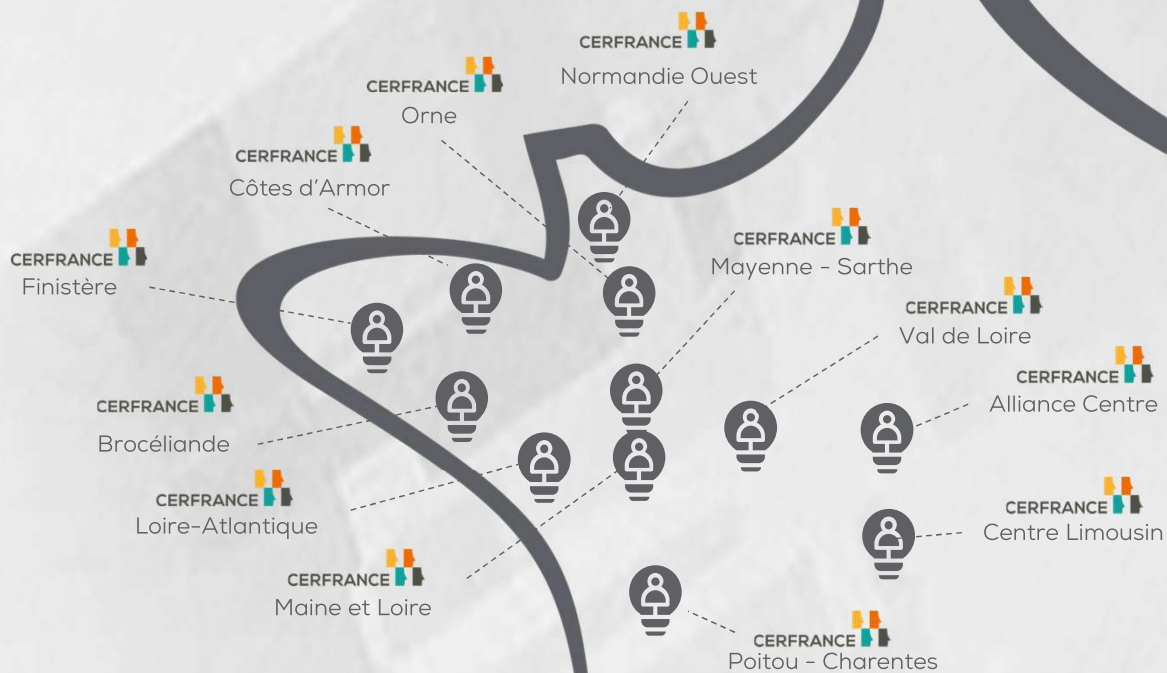 CERFRANCE
Normandie Ouest
CERFRANCE
Orne
CERFRANCE
Côtes d'Armor
CERFRANCE
Finistère
CERFRANCE
Mayenne - Sarthe
CERFRANCE
Val de Loire
CERFRANCE
Alliance Centre
CERFRANCE
Brocéliande
CERFRANCE
Loire-Atlantique
CERFRANCE
Centre Limousin
CERFRANCE
Maine et Loire
CERFRANCE
Poitou - Charentes